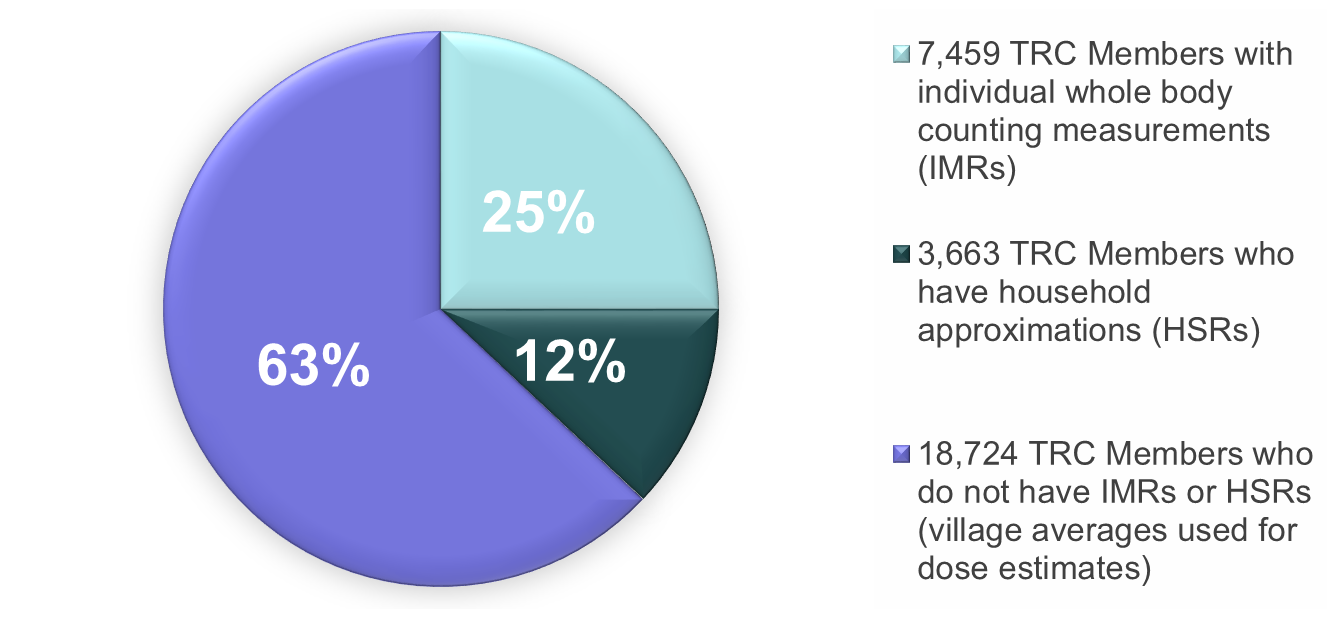 25%
12%
63%
7,459 TRC Members with
individual whole body
counting measurements
(IMRs)
3,663 TRC Members who
have household
approximations (HSRs)
18,724 TRC Members who
do not have IMRs or HSRs
(village averages used for
dose estimates)